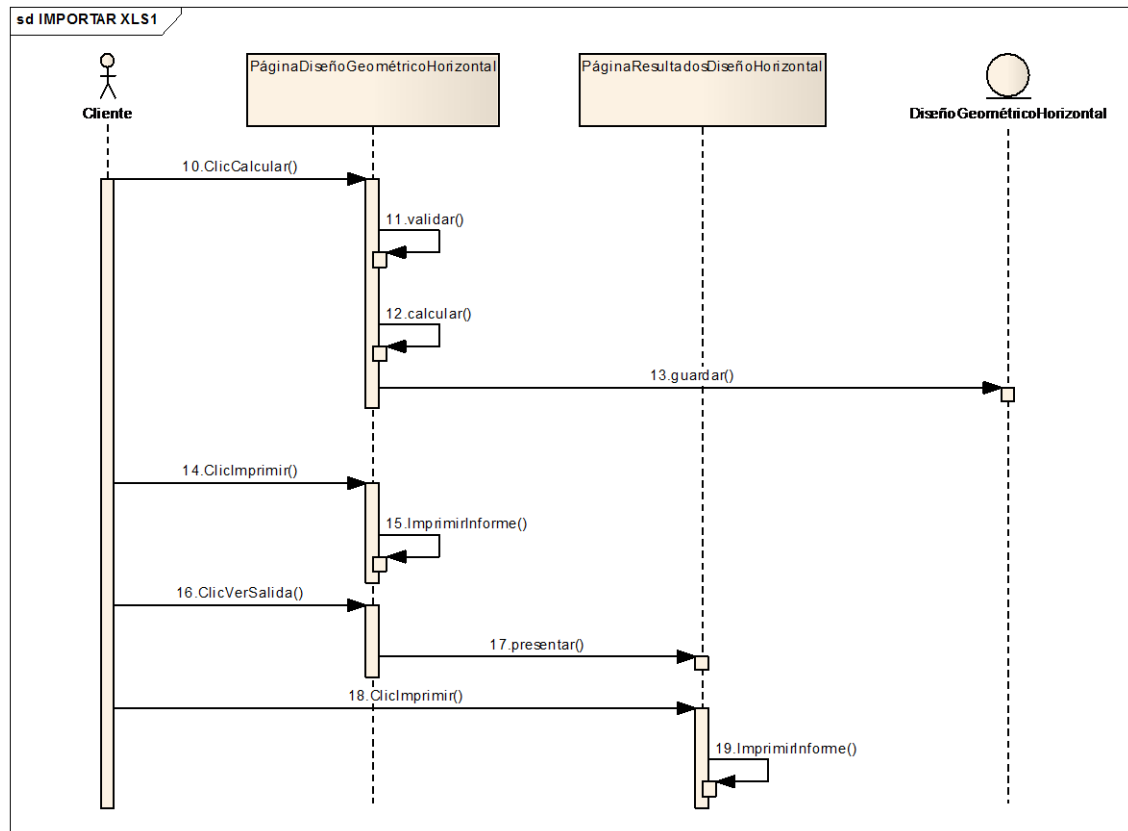 sd IMPORTAR XLS1
PáginaDiseñoGeométricoHorizontal
PáginaResultadosDiseñoHorizontal
Cliente
DiseñoGeométricoHorizontal
10.ClicCalcular()
11.validar()
12.calcular()
13.guardar()
14.ClicImprimir()
15.ImprimirInforme()
16.ClicVerSalida()
17.presentar()
18.ClicImprimir()
19.ImprimirInforme()